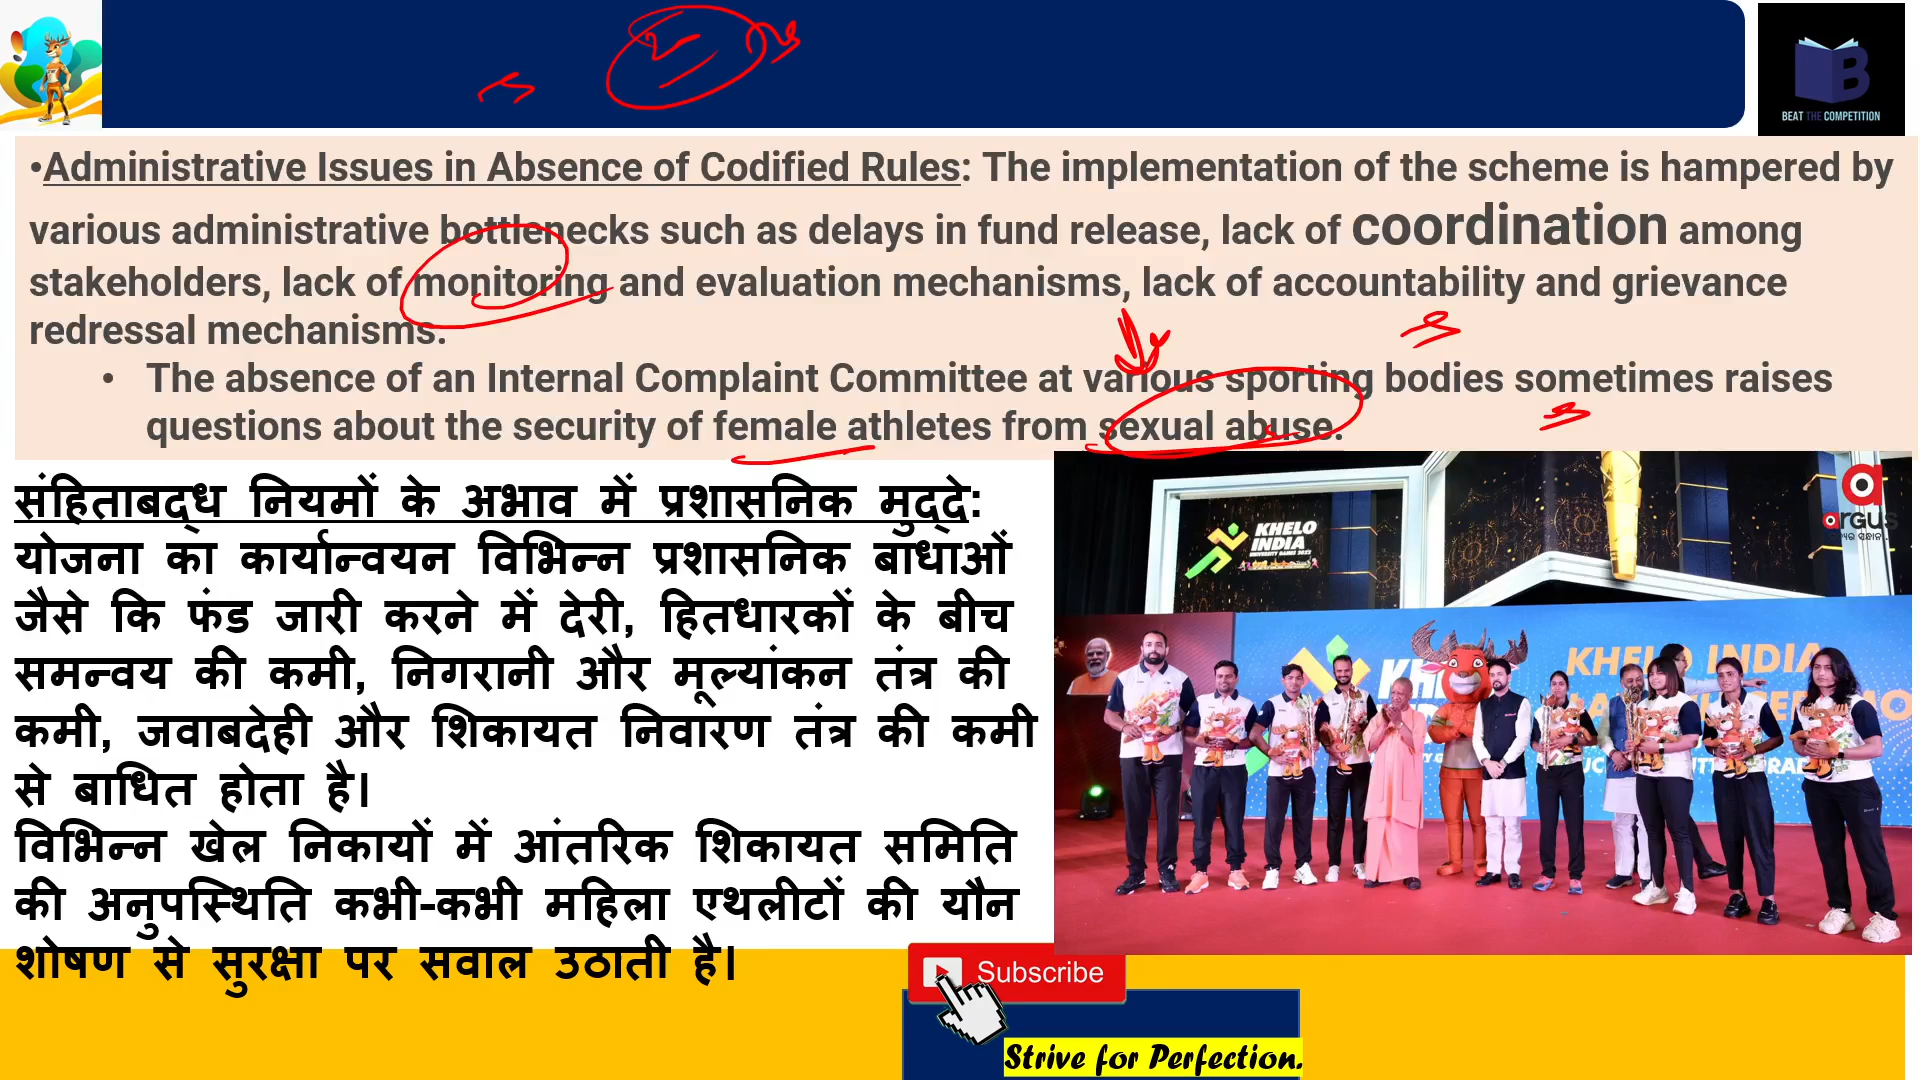 BEAT THE COMPETITION
•Administrative Issues in Absence of Codified Rules: The implementation of the scheme is hampered by
various administrative bottlenecks such as delays in fund release, lack of coordination among
stakeholders, lack of monitoring and evaluation mechanisms, lack of accountability and grievance
redressal mechanisms.
• The absence of an Internal Complaint Committee at various sporting bodies sometimes raises
questions about the security of female athletes from sexual abuse.
संहिताबद्ध नियमों के अभाव में प्रशासनिक मुद्दे:
योजना का कार्यान्वयन विभिन्न प्रशासनिक बाधाओं
जैसे कि फंड जारी करने में देरी, हितधारकों के बीच
समन्वय की कमी, निगरानी और मूल्यांकन तंत्र की
कमी, जवाबदेही और शिकायत निवारण तंत्र की कमी
से बाधित होता है।
विभिन्न खेल निकायों में आंतरिक शिकायत समिति
की अनुपस्थिति कभी-कभी महिला एथलीटों की यौन
शोषण से सुरक्षा पर सवाल उठाती है।
argus
KHELO
INDIA
UNIVERSITY GAMES 2022
KHELO INDIA
Subscribe
Strive for Perfection.